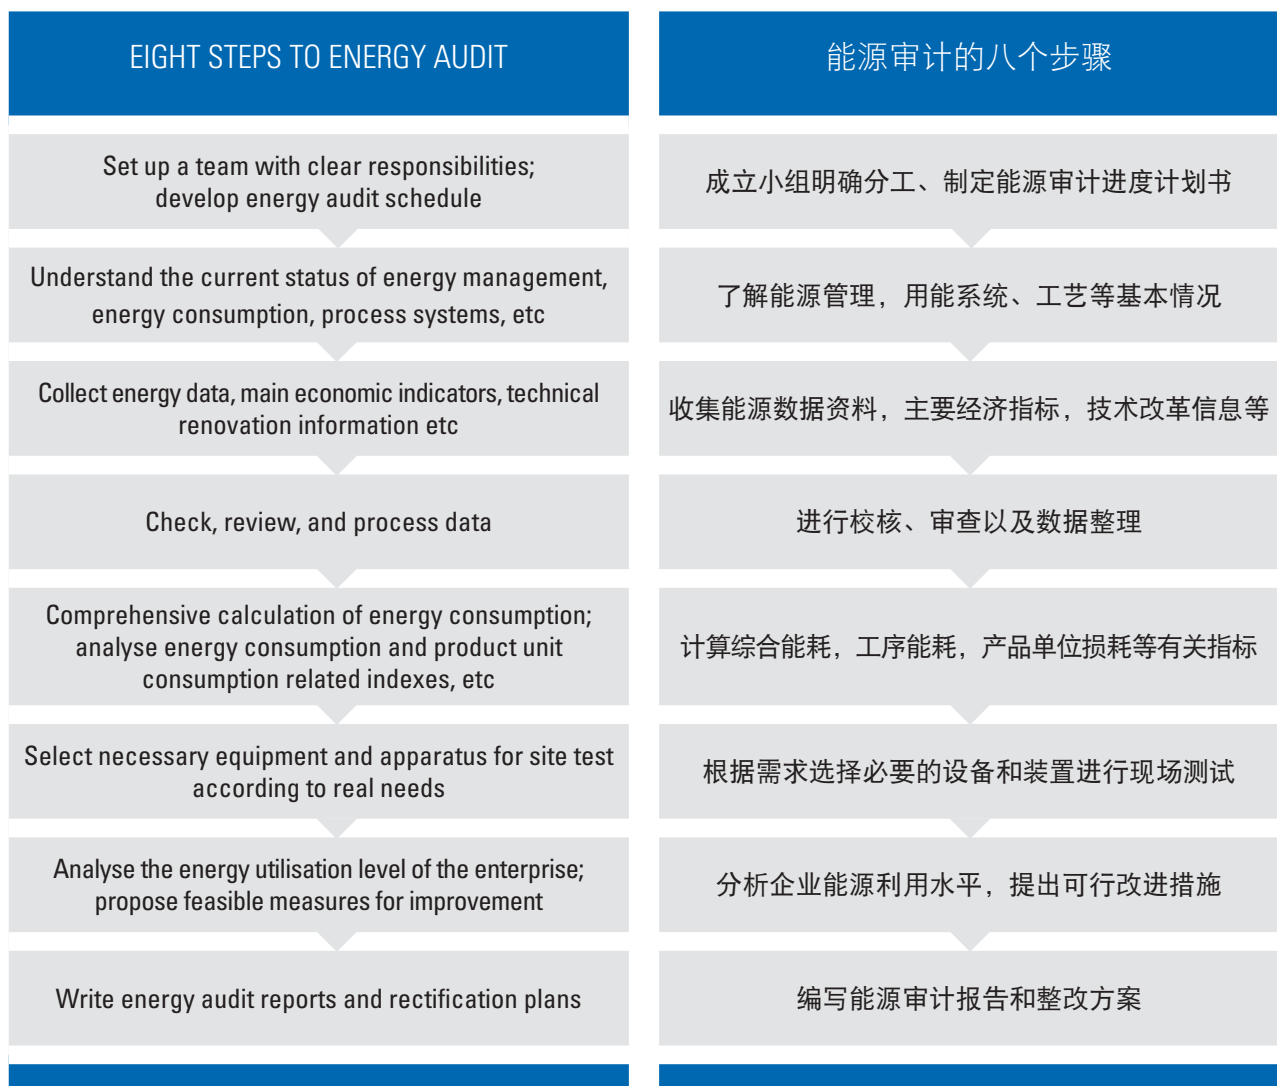 EIGHT STEPS TO ENERGY AUDIT
Set up a team with clear responsibilities;
develop energy audit schedule
Understand the current status of energy management,
energy consumption, process systems, etc
Collect energy data, main economic indicators, technical
renovation information etc
Check, review, and process data
Comprehensive calculation of energy consumption;
analyse energy consumption and product unit
consumption related indexes, etc
Select necessary equipment and apparatus for site test
according to real needs
Analyse the energy utilisation level of the enterprise;
propose feasible measures for improvement
Write energy audit reports and rectification plans
能源审计的八个步骤
成立小组明确分工、制定能源审计进度计划书
了解能源管理，用能系统、工艺等基本情况
收集能源数据资料，主要经济指标，技术改革信息等
进行校核、审查以及数据整理
计算综合能耗，工序能耗，产品单位损耗等有关指标
根据需求选择必要的设备和装置进行现场测试
分析企业能源利用水平，提出可行改进措施
编写能源审计报告和整改方案